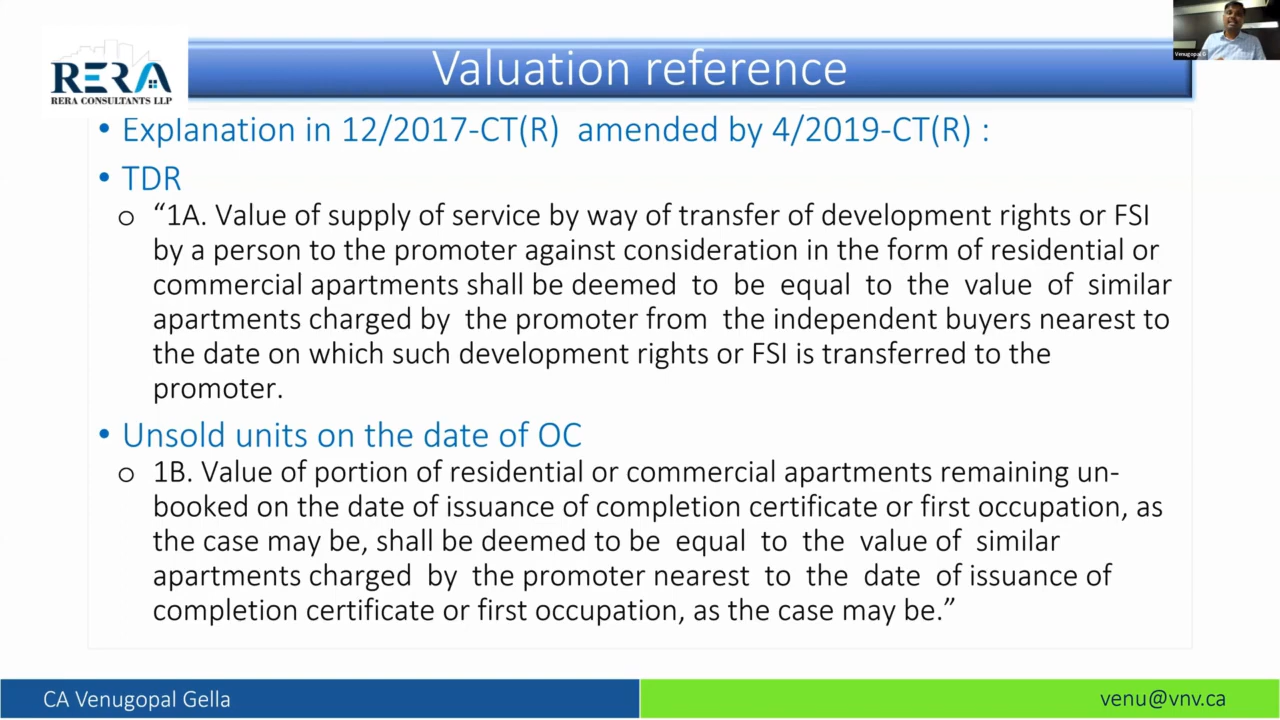 Venugopal G
RERA
RERA CONSULTANTS LLP
Valuation reference
• Explanation in 12/2017-CT(R) amended by 4/2019-CT(R) :
• TDR
o “1A. Value of supply of service by way of transfer of development rights or FSI
by a person to the promoter against consideration in the form of residential or
commercial apartments shall be deemed to be equal to the value of similar
apartments charged by the promoter from the independent buyers nearest to
the date on which such development rights or FSI is transferred to the
promoter.
• Unsold units on the date of OC
o 1B. Value of portion of residential or commercial apartments remaining un-
booked on the date of issuance of completion certificate or first occupation, as
the case may be, shall be deemed to be equal to the value of similar
apartments charged by the promoter nearest to the date of issuance of
completion certificate or first occupation, as the case may be.”
CA Venugopal Gella
venu@vnv.ca